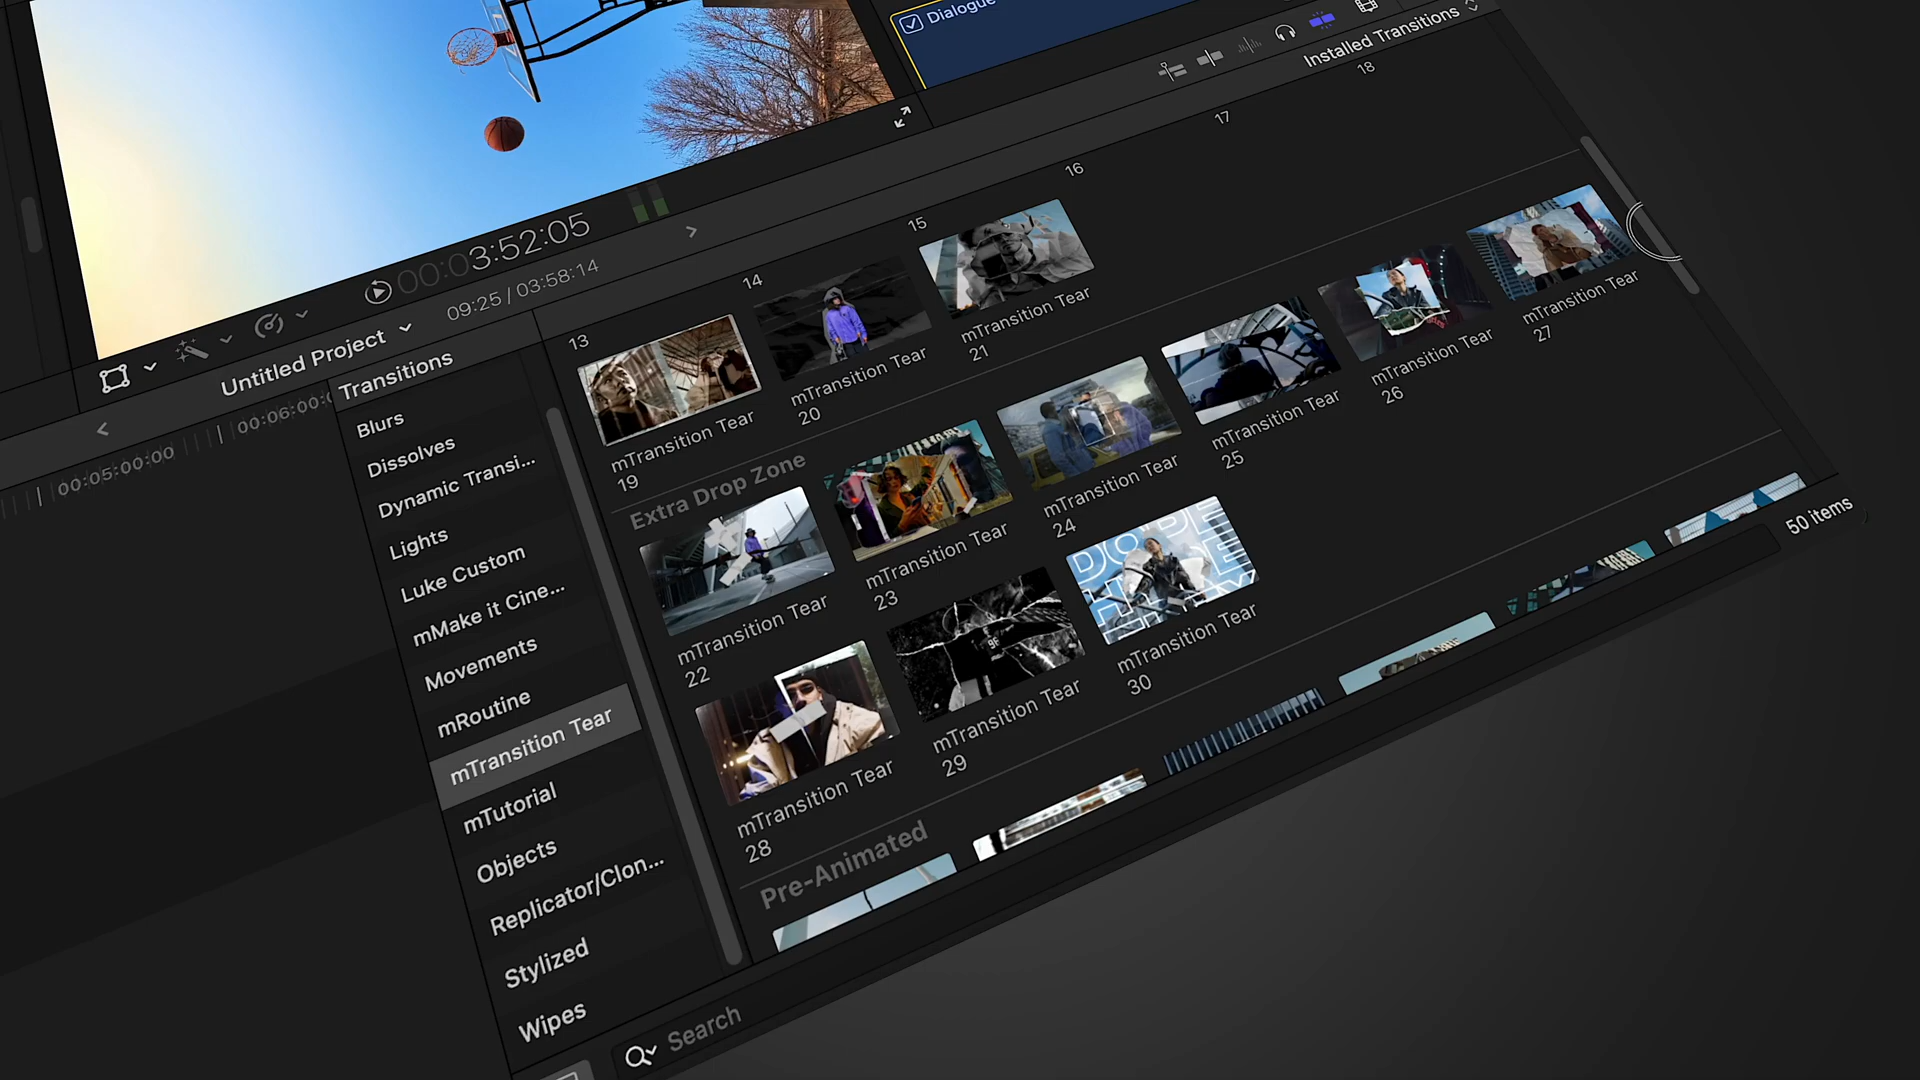 Dialogue
Installed Transitions
00:03:52:05
09:25 / 03:58:14
Untitled Project
Transitions
00:05:00:00
00:06:00:0
Blurs
Dissolves
Dynamic Transi...
Lights
Luke Custom
mMake it Cine...
Movements
mRoutine
mTransition Tear
mTutorial
Objects
Replicator/Clon...
Stylized
Wipes
13
14
15
16
17
18
mTransition Tear
19
mTransition Tear
20
mTransition Tear
21
Extra Drop Zone
mTransition Tear
22
mTransition Tear
23
mTransition Tear
24
mTransition Tear
25
mTransition Tear
26
mTransition Tear
27
mTransition Tear
28
mTransition Tear
29
mTransition Tear
30
Pre-Animated
50 items
Search